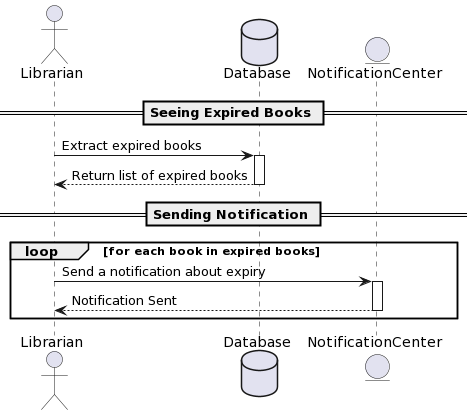 Librarian
Database
NotificationCenter
Seeing Expired Books
Extract expired books
Return list of expired books
Sending Notification
loop [for each book in expired books]
Send a notification about expiry
Notification Sent
Librarian
Database
NotificationCenter